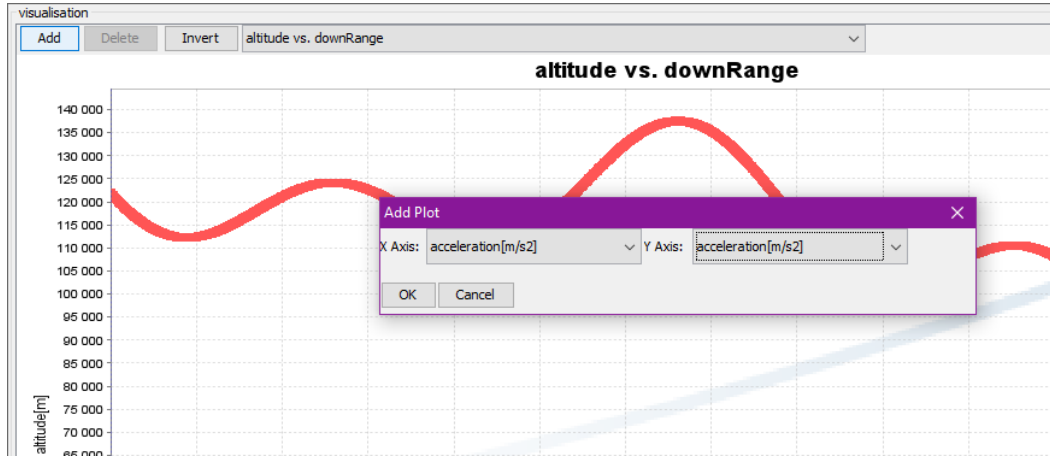 visualisation
Add Delete Invert altitude vs. downRange
altitude vs. downRange
140 000
135 000
130 000
125 000
120 000
115 000
110 000
105 000
100 000
95 000
90 000
85 000
80 000
75 000
70 000
65 000
altitude[m]
Add Plot
X Axis: acceleration[m/s2] Y Axis: acceleration[m/s2]
OK Cancel